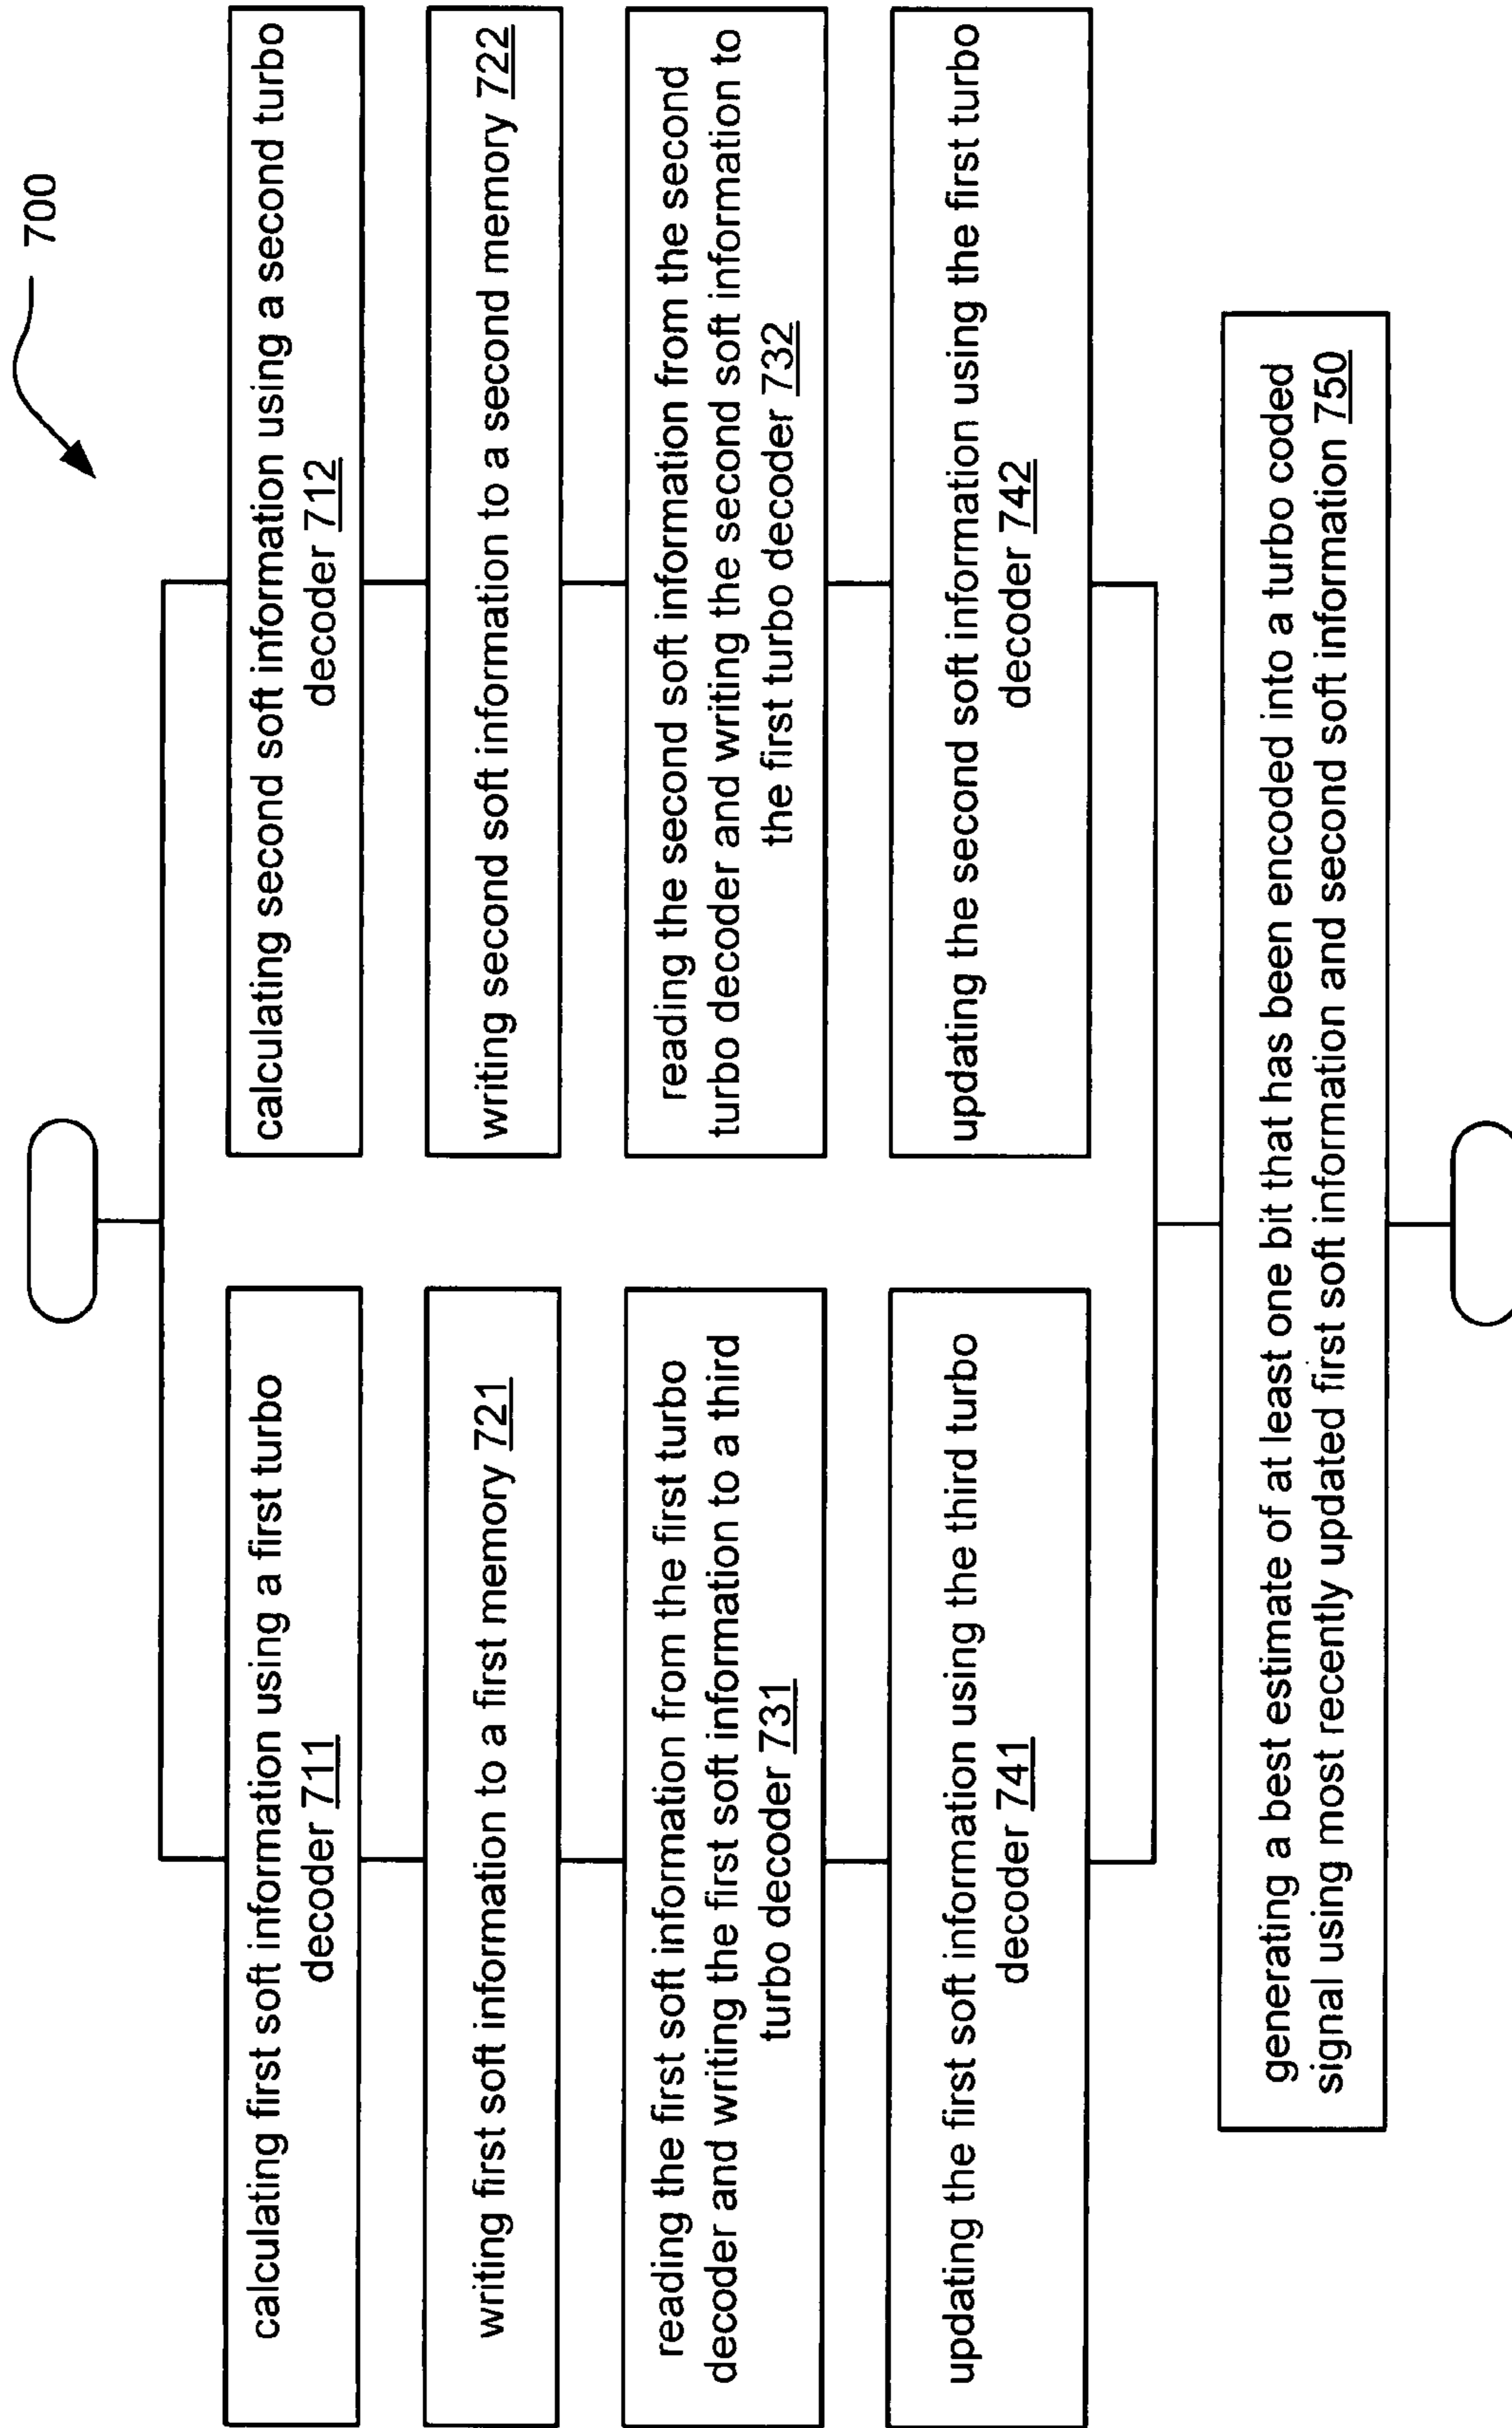 700
calculating first soft information using a first turbo
decoder 711
writing first soft information to a first memory 721
reading the first soft information from the first turbo
decoder and writing the first soft information to a third
turbo decoder 731
updating the first soft information using the third turbo
decoder 741
calculating second soft information using a second turbo
decoder 712
writing second soft information to a second memory 722
reading the second soft information from the second
turbo decoder and writing the second soft information to
the first turbo decoder 732
updating the second soft information using the first turbo
decoder 742
generating a best estimate of at least one bit that has been encoded into a turbo coded
signal using most recently updated first soft information and second soft information 750